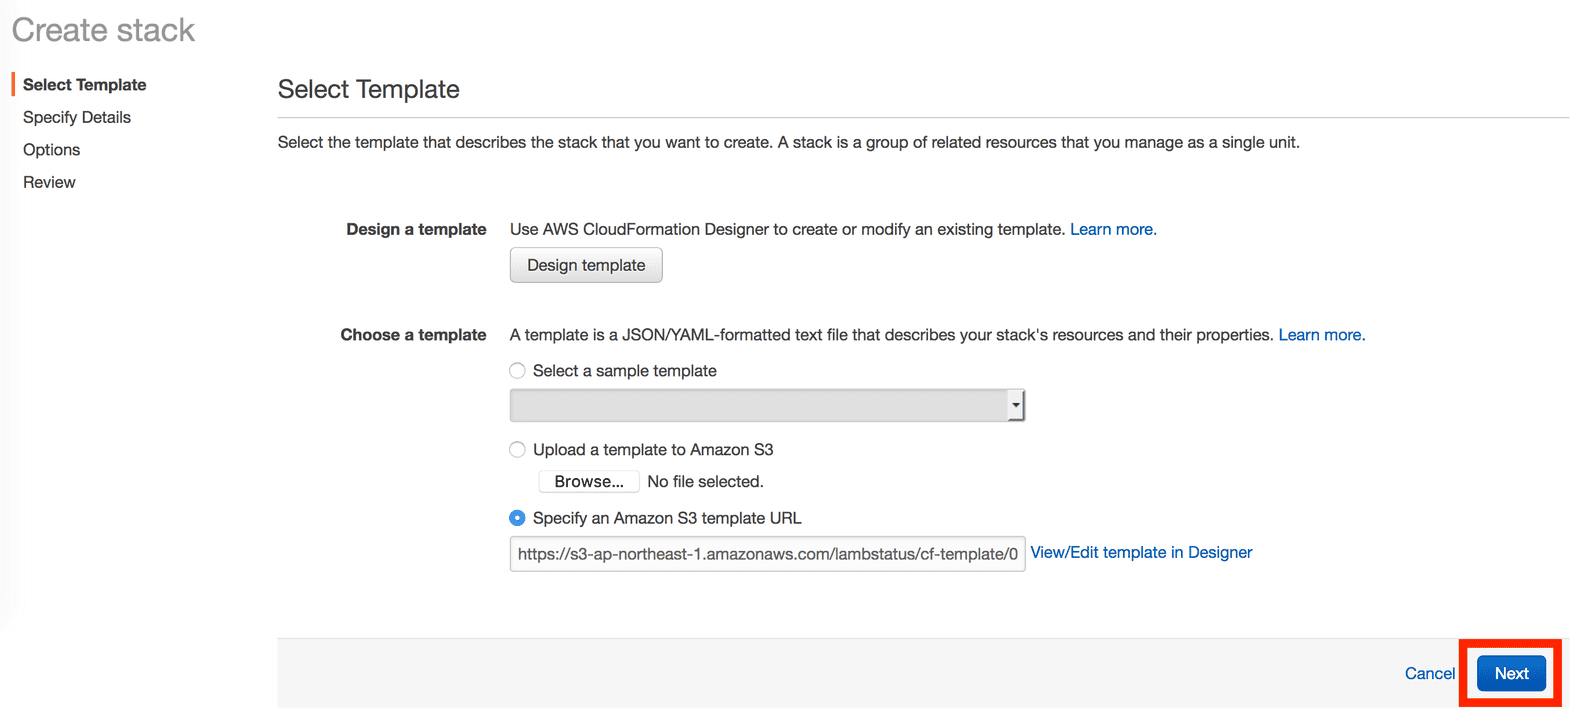 Create stack
Select Template
Specify Details
Options
Review
Select Template
Select the template that describes the stack that you want to create. A stack is a group of related resources that you manage as a single unit.
Design a template
Use AWS CloudFormation Designer to create or modify an existing template. Learn more.
Design template
Choose a template
A template is a JSON/YAML-formatted text file that describes your stack's resources and their properties. Learn more.
Select a sample template
Upload a template to Amazon S3
Browse... No file selected.
Specify an Amazon S3 template URL
https://s3-ap-northeast-1.amazonaws.com/lambstatus/cf-template/0 View/Edit template in Designer
Cancel Next